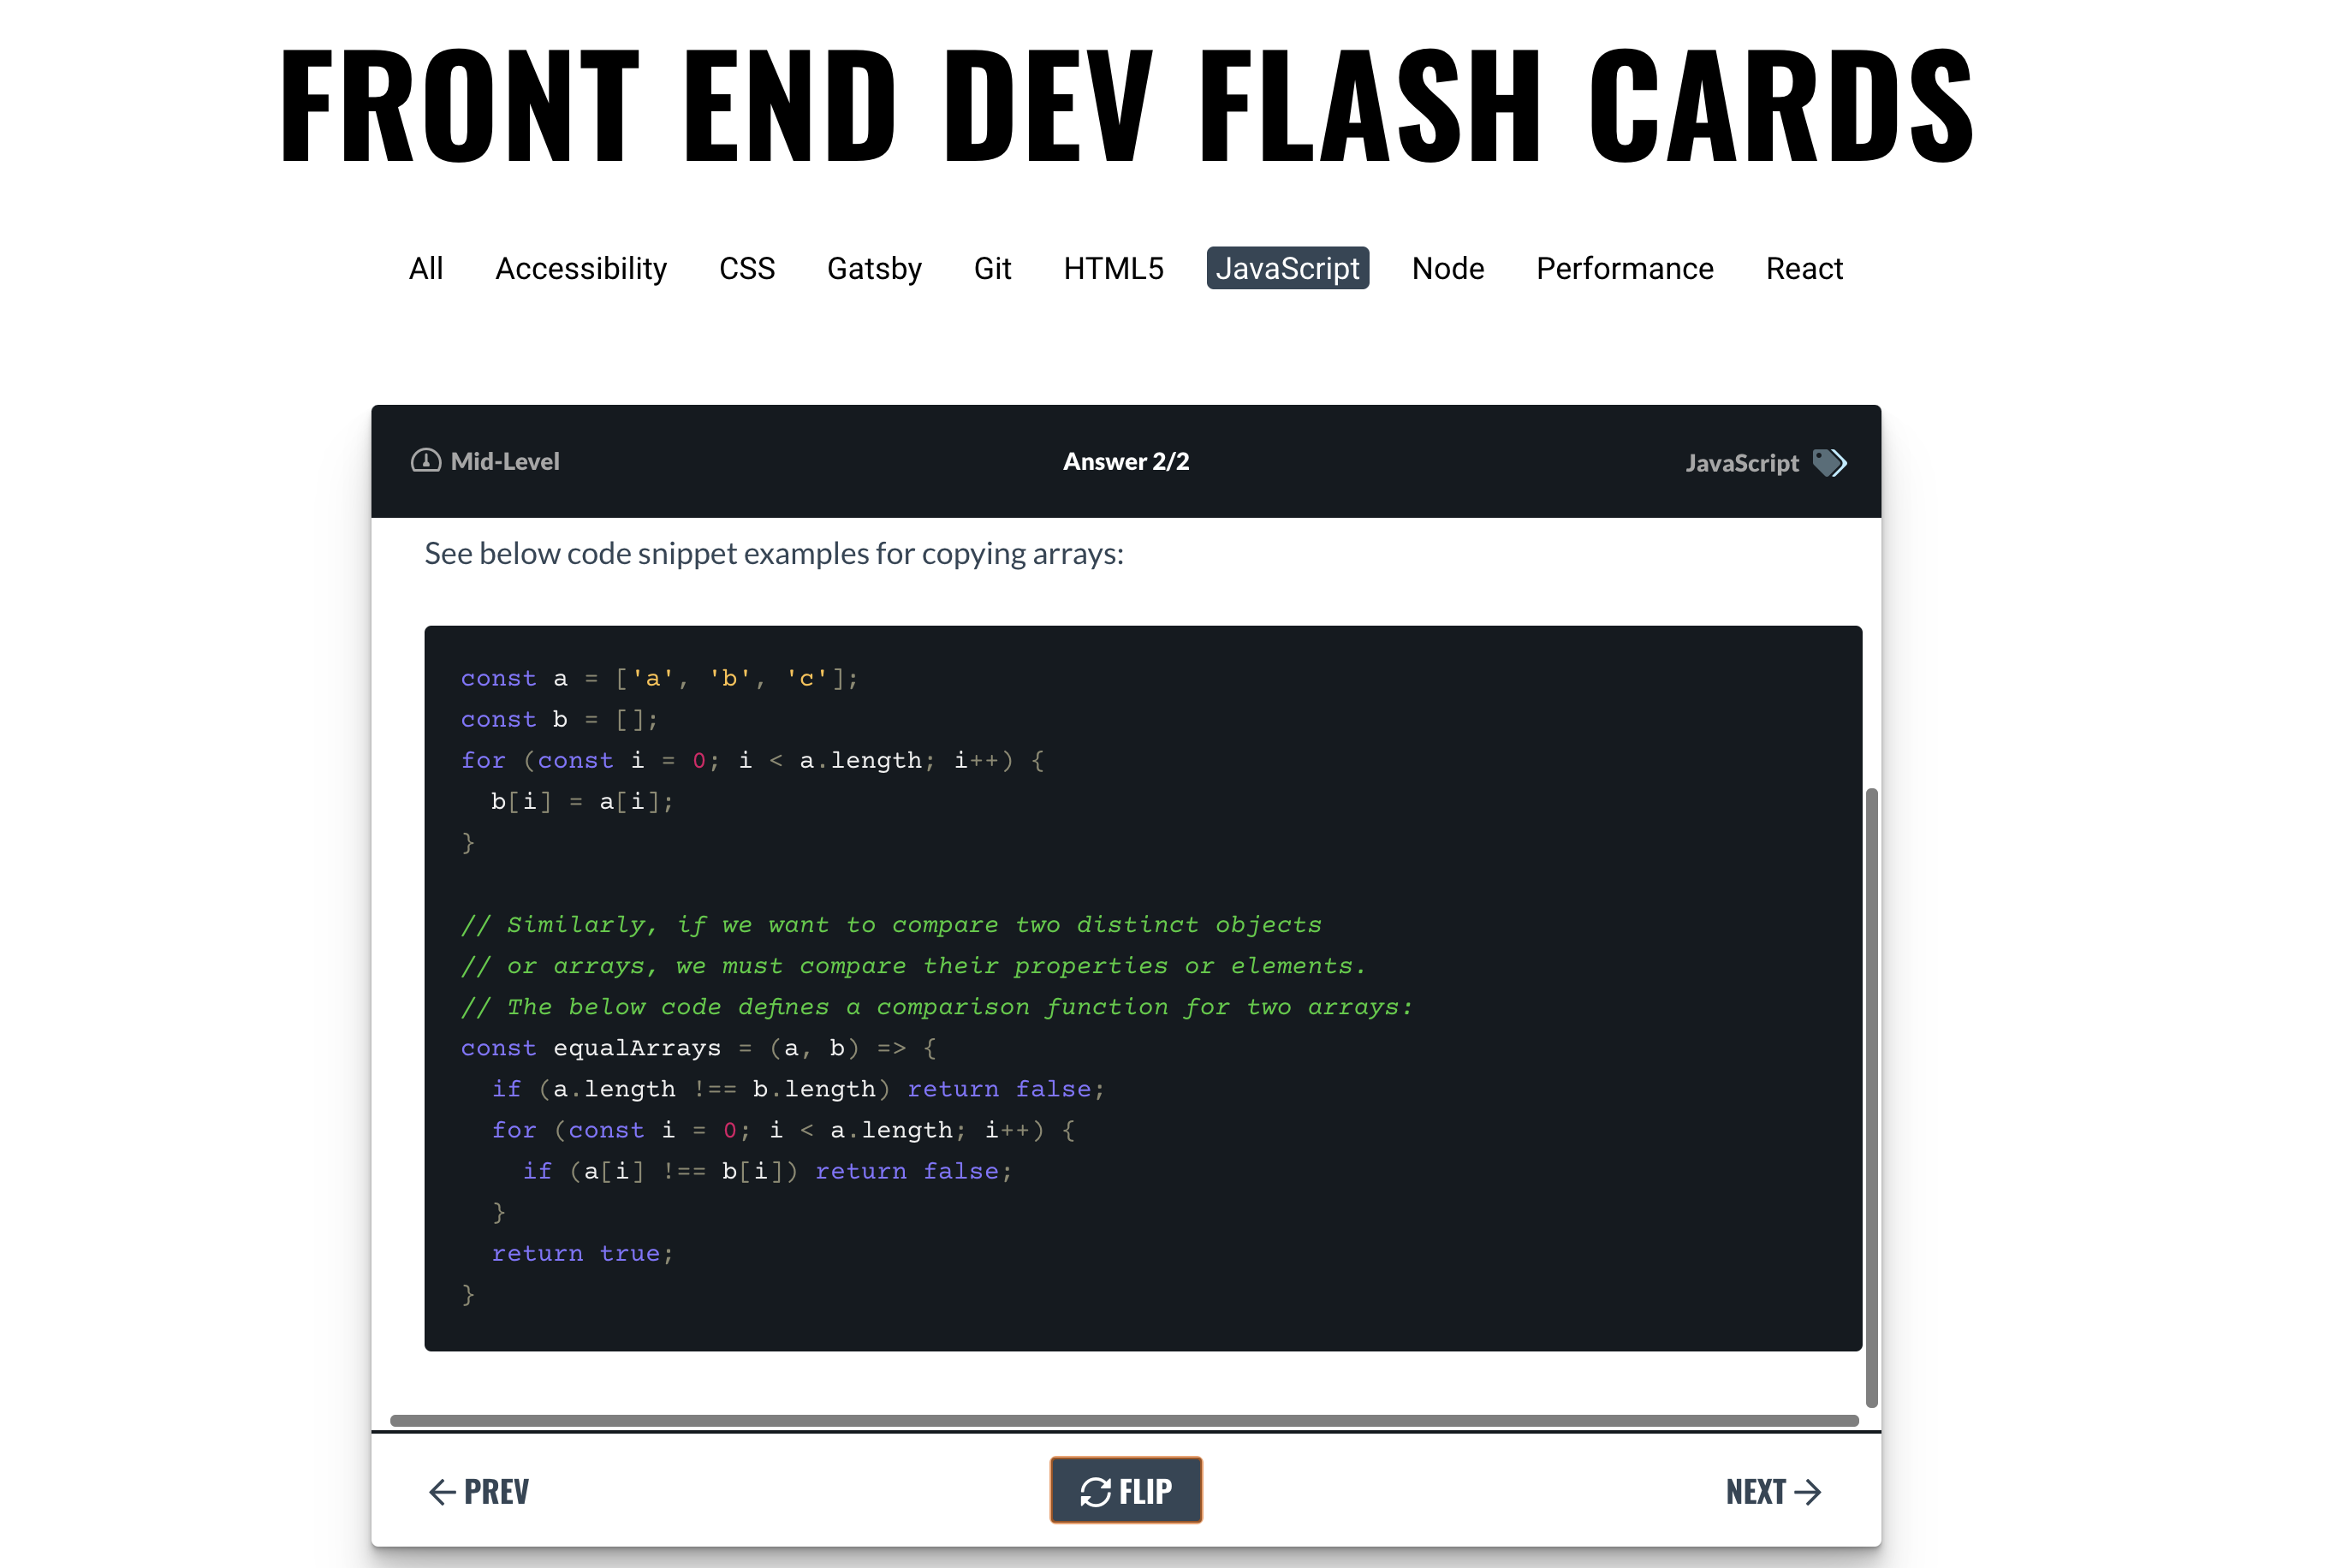 FRONT END DEV FLASH CARDS
All Accessibility CSS Gatsby Git HTML5 JavaScript Node Performance React
Mid-Level Answer 2/2 JavaScript
See below code snippet examples for copying arrays:
const a = ['a', 'b', 'c'];
const b = [];
for (const i = 0; i < a.length; i++) {
  b[i] = a[i];
}
// Similarly, if we want to compare two distinct objects
// or arrays, we must compare their properties or elements.
// The below code defines a comparison function for two arrays:
const equalArrays = (a, b) => {
  if (a.length !== b.length) return false;
  for (const i = 0; i < a.length; i++) {
    if (a[i] !== b[i]) return false;
  }
  return true;
}
PREV FLIP NEXT